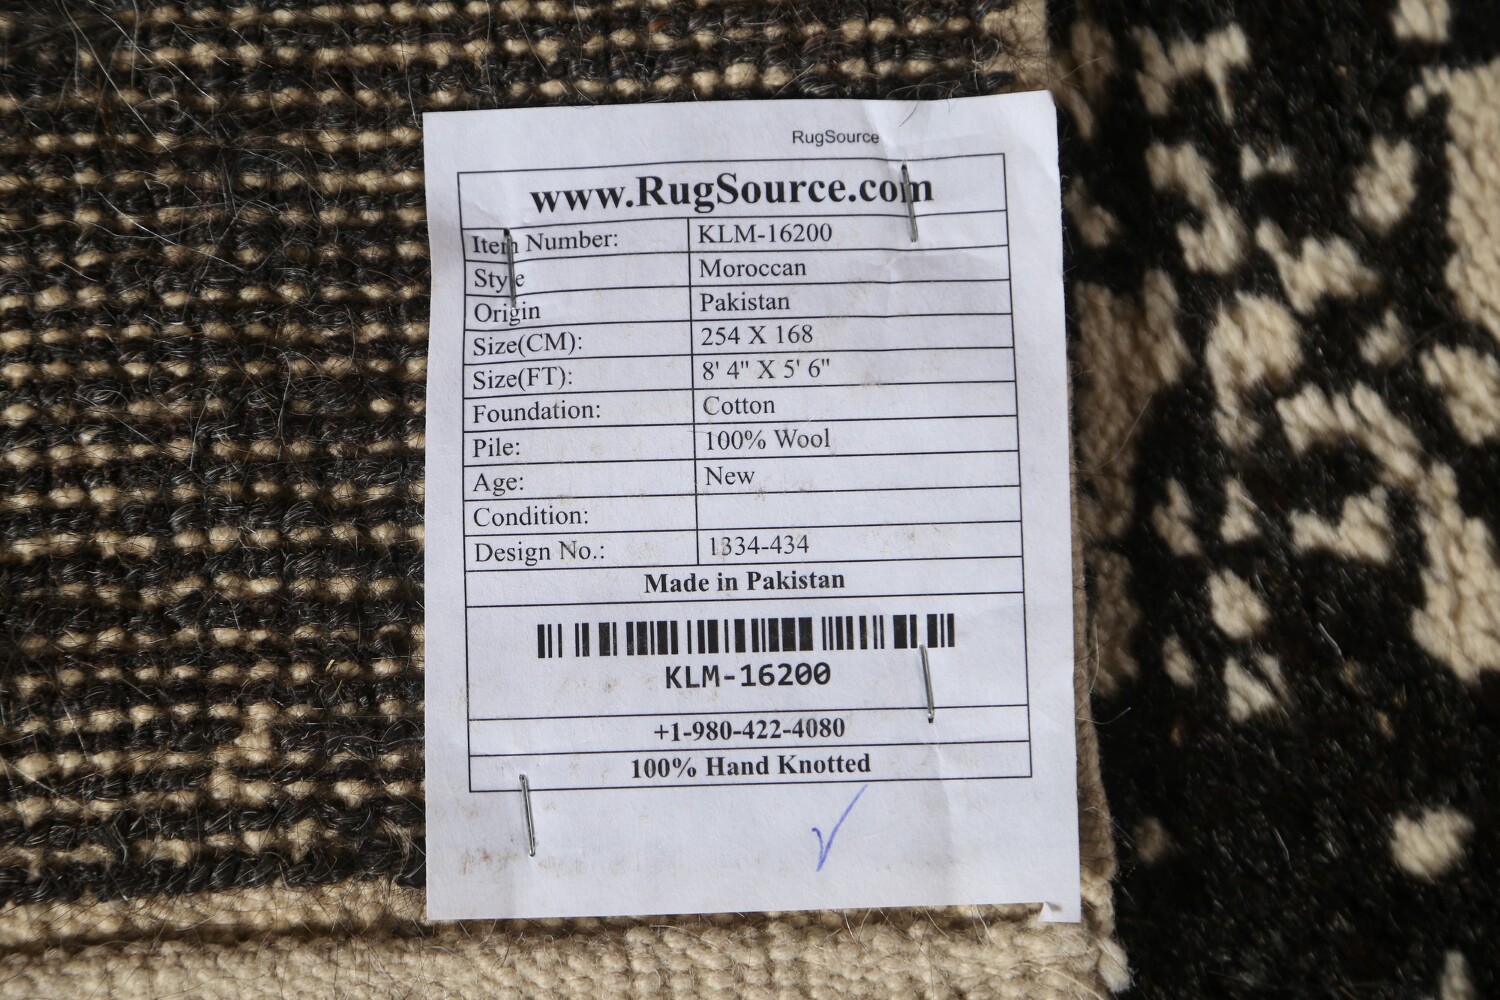 RugSource
www.RugSource.com
Item Number: KLM-16200
Style Moroccan
Origin Pakistan
Size(CM): 254 X 168
Size(FT): 8' 4" X 5' 6"
Foundation: Cotton
Pile: 100% Wool
Age: New
Condition:
Design No.: 1334-434
Made in Pakistan
KLM-16200
+1-980-422-4080
100% Hand Knotted